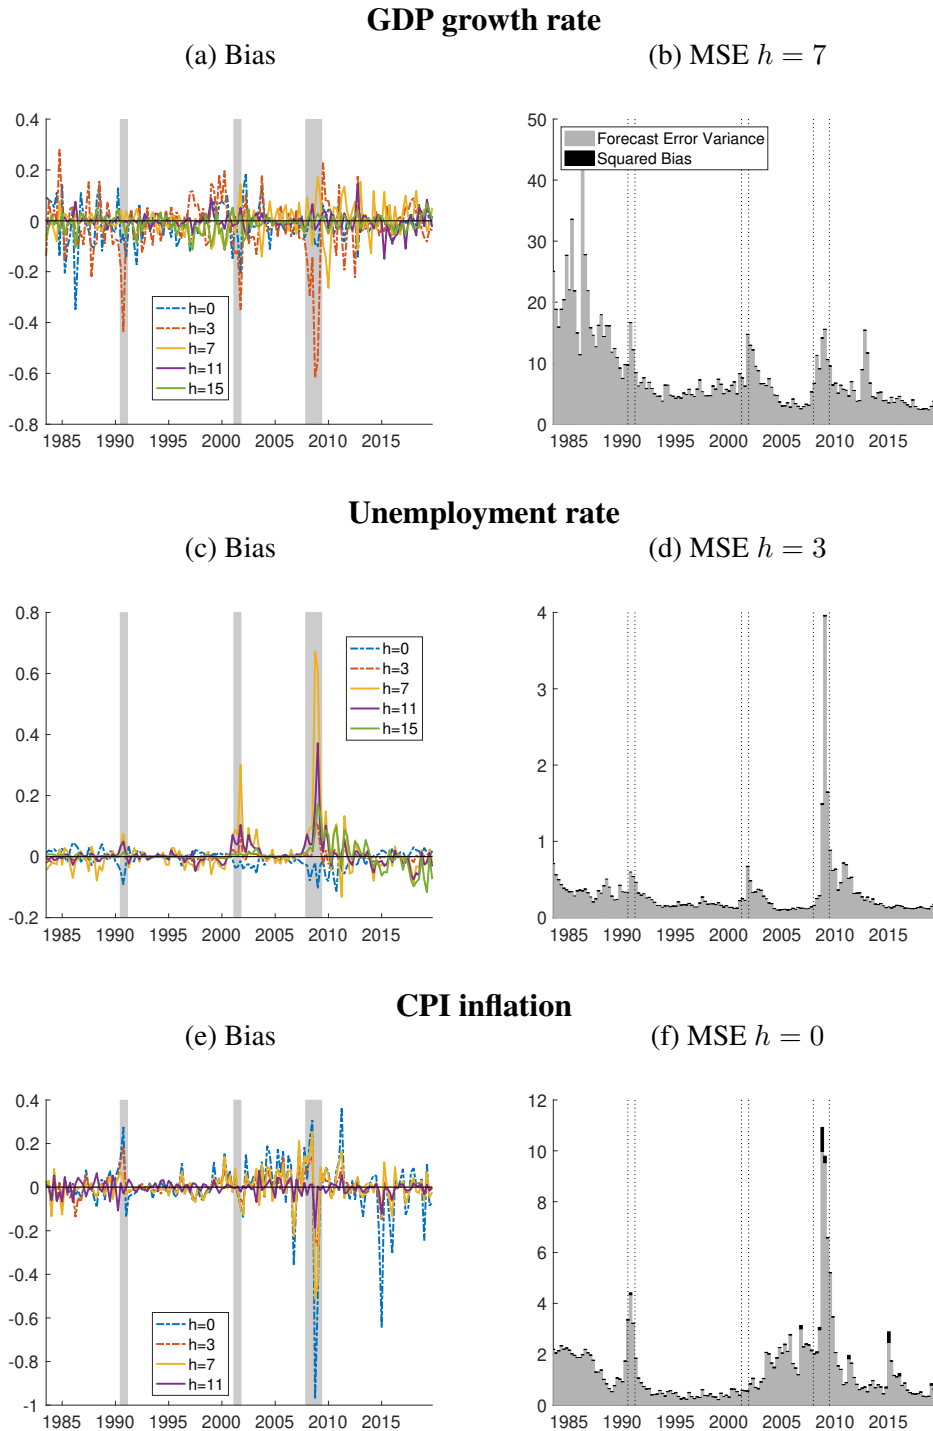 GDP growth rate
(a) Bias
(b) MSE h = 7
0.4
0.2
0
-0.2
-0.4
-0.6
-0.8
h=0
h=3
h=7
h=11
h=15
1985 1990 1995 2000 2005 2010 2015
50
40
30
20
10
0
Forecast Error Variance
Squared Bias
1985 1990 1995 2000 2005 2010 2015
Unemployment rate
(c) Bias
(d) MSE h = 3
0.8
0.6
0.4
0.2
0
-0.2
h=0
h=3
h=7
h=11
h=15
1985 1990 1995 2000 2005 2010 2015
4
3
2
1
0
1985 1990 1995 2000 2005 2010 2015
CPI inflation
(e) Bias
(f) MSE h = 0
0.4
0.2
0
-0.2
-0.4
-0.6
-0.8
-1
h=0
h=3
h=7
h=11
1985 1990 1995 2000 2005 2010 2015
12
10
8
6
4
2
0
1985 1990 1995 2000 2005 2010 2015